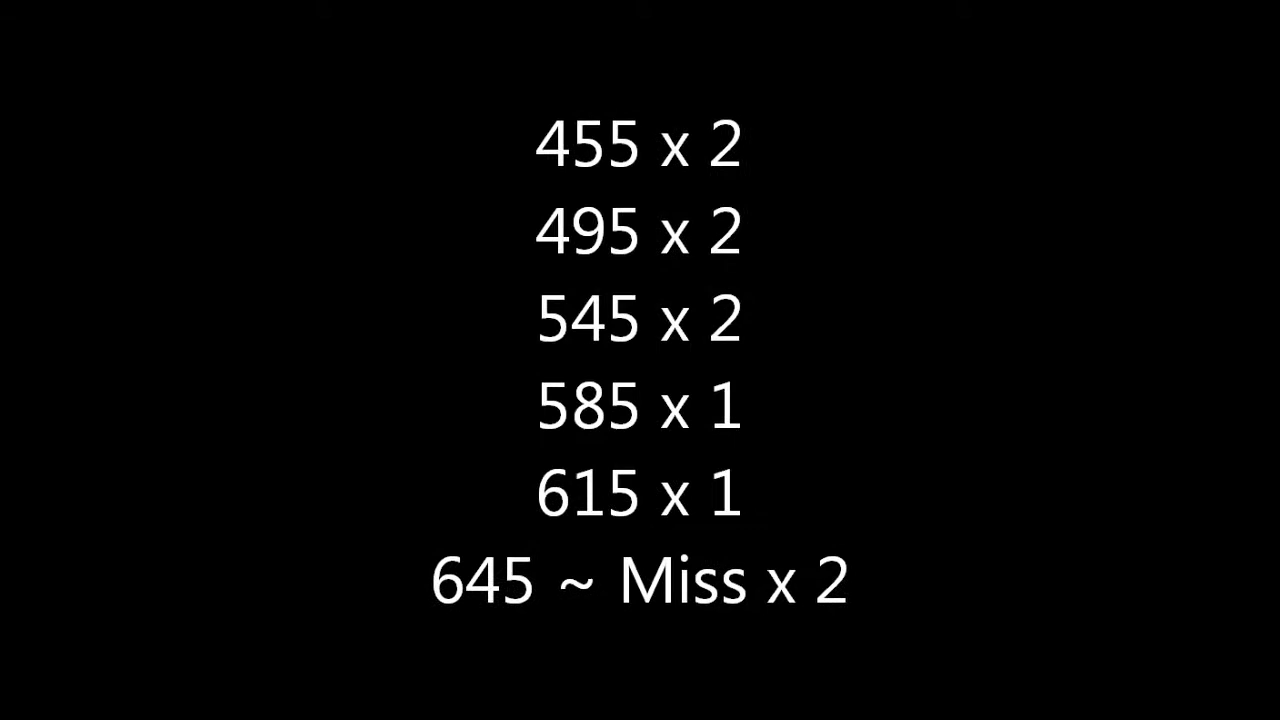 455 x 2
495 x 2
545 x 2
585 x 1
615 x 1
645 ~ Miss x 2